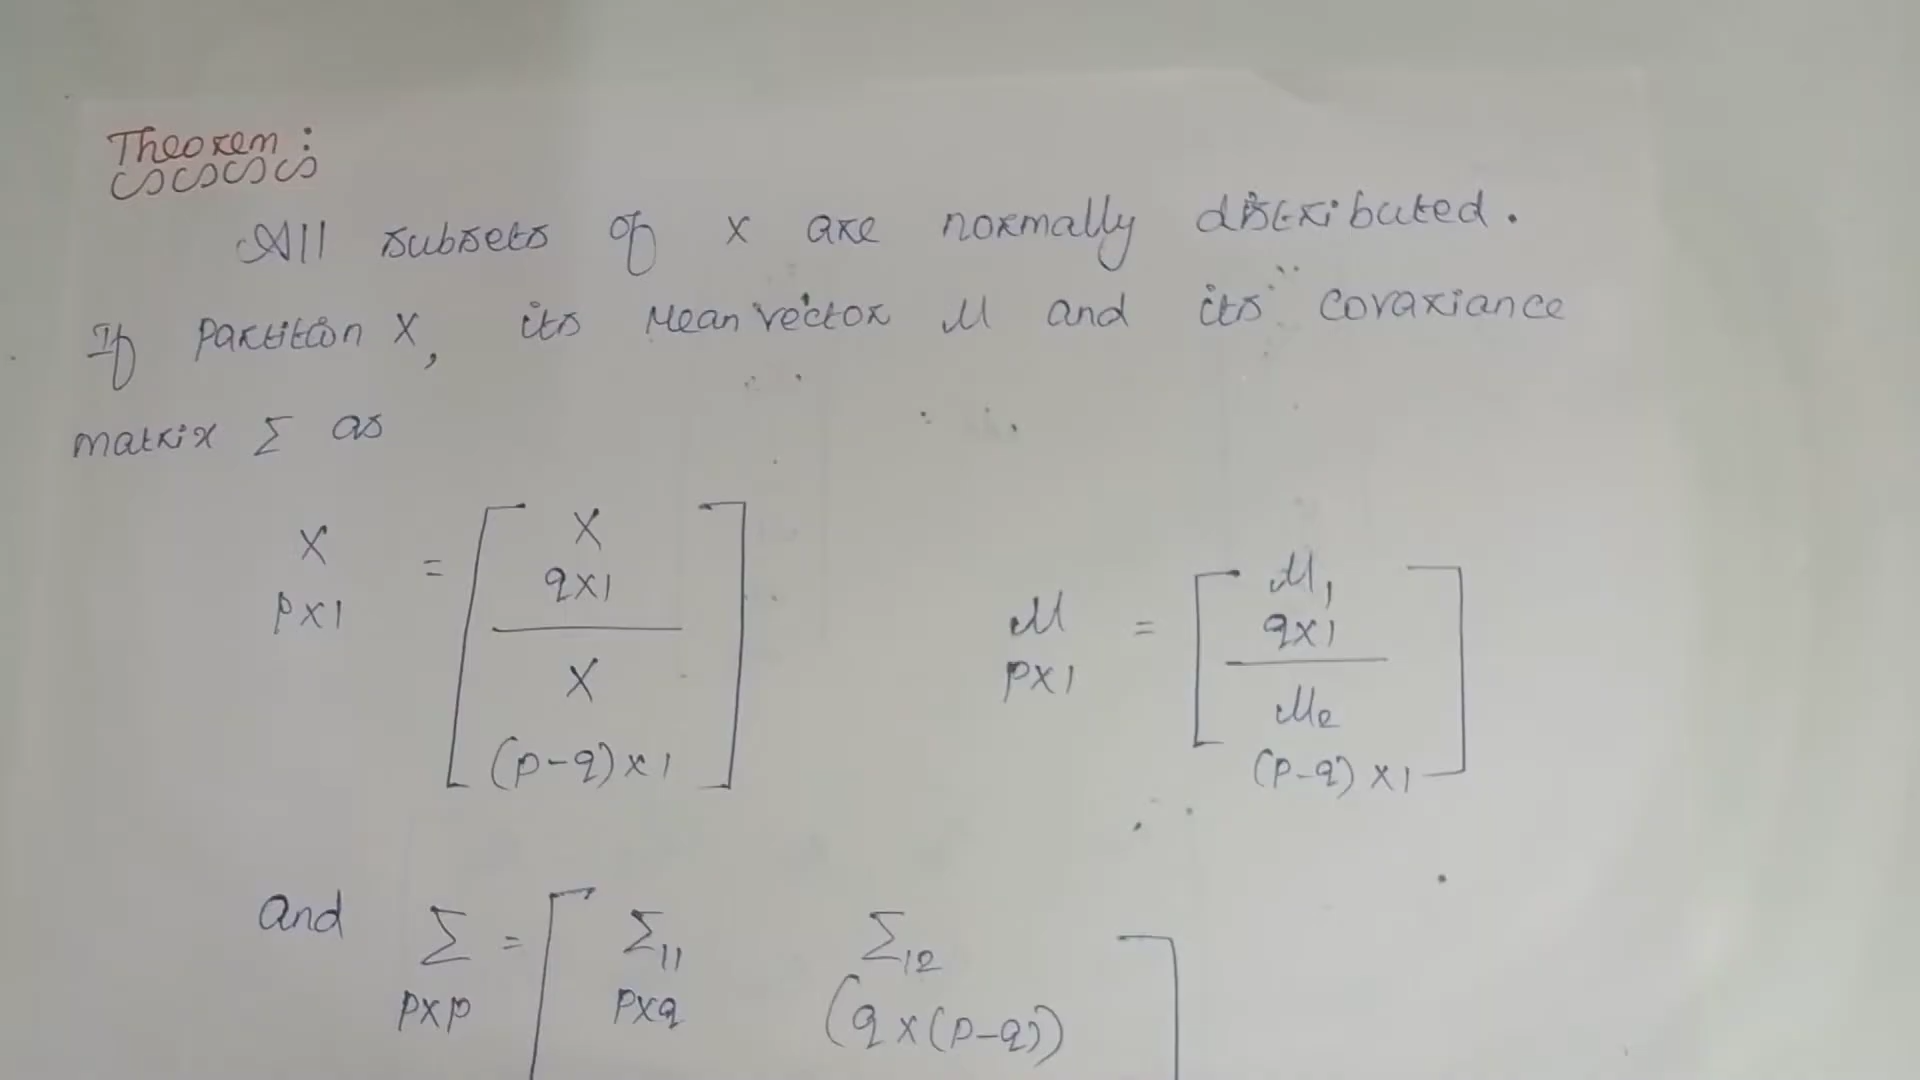 Theorem:
All subsets of X are normally distributed.
If Partition X, its Mean vector μ and its covariance
matrix Σ as
X = [ X
p×1 q×1
X
(p-q)×1 ]
μ = [ μ1
p×1 q×1
μ2
(p-q)×1 ]
and Σ = [ Σ11 Σ12 ]
p×p p×q (q×(p-q))